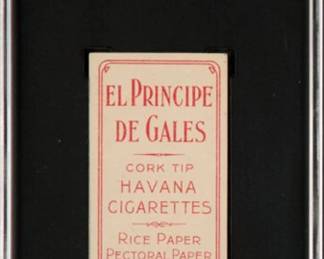 EL PRINCIPE
DE GALES
CORK TIP
HAVANA
CIGARETTES
RICE PAPER
PECTORAL PAPER